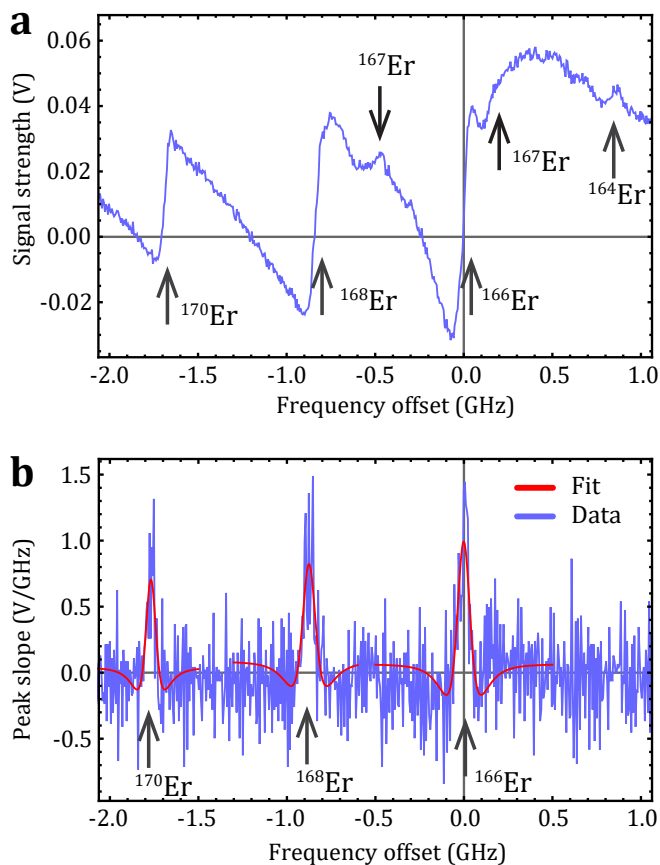 a
0.06
0.04
0.02
0.00
-0.02
Signal strength (V)
167Er
167Er
164Er
170Er
168Er
166Er
-2.0 -1.5 -1.0 -0.5 0.0 0.5 1.0
Frequency offset (GHz)
b
1.5
1.0
0.5
0.0
-0.5
Peak slope (V/GHz)
Fit
Data
170Er
168Er
166Er
-2.0 -1.5 -1.0 -0.5 0.0 0.5 1.0
Frequency offset (GHz)